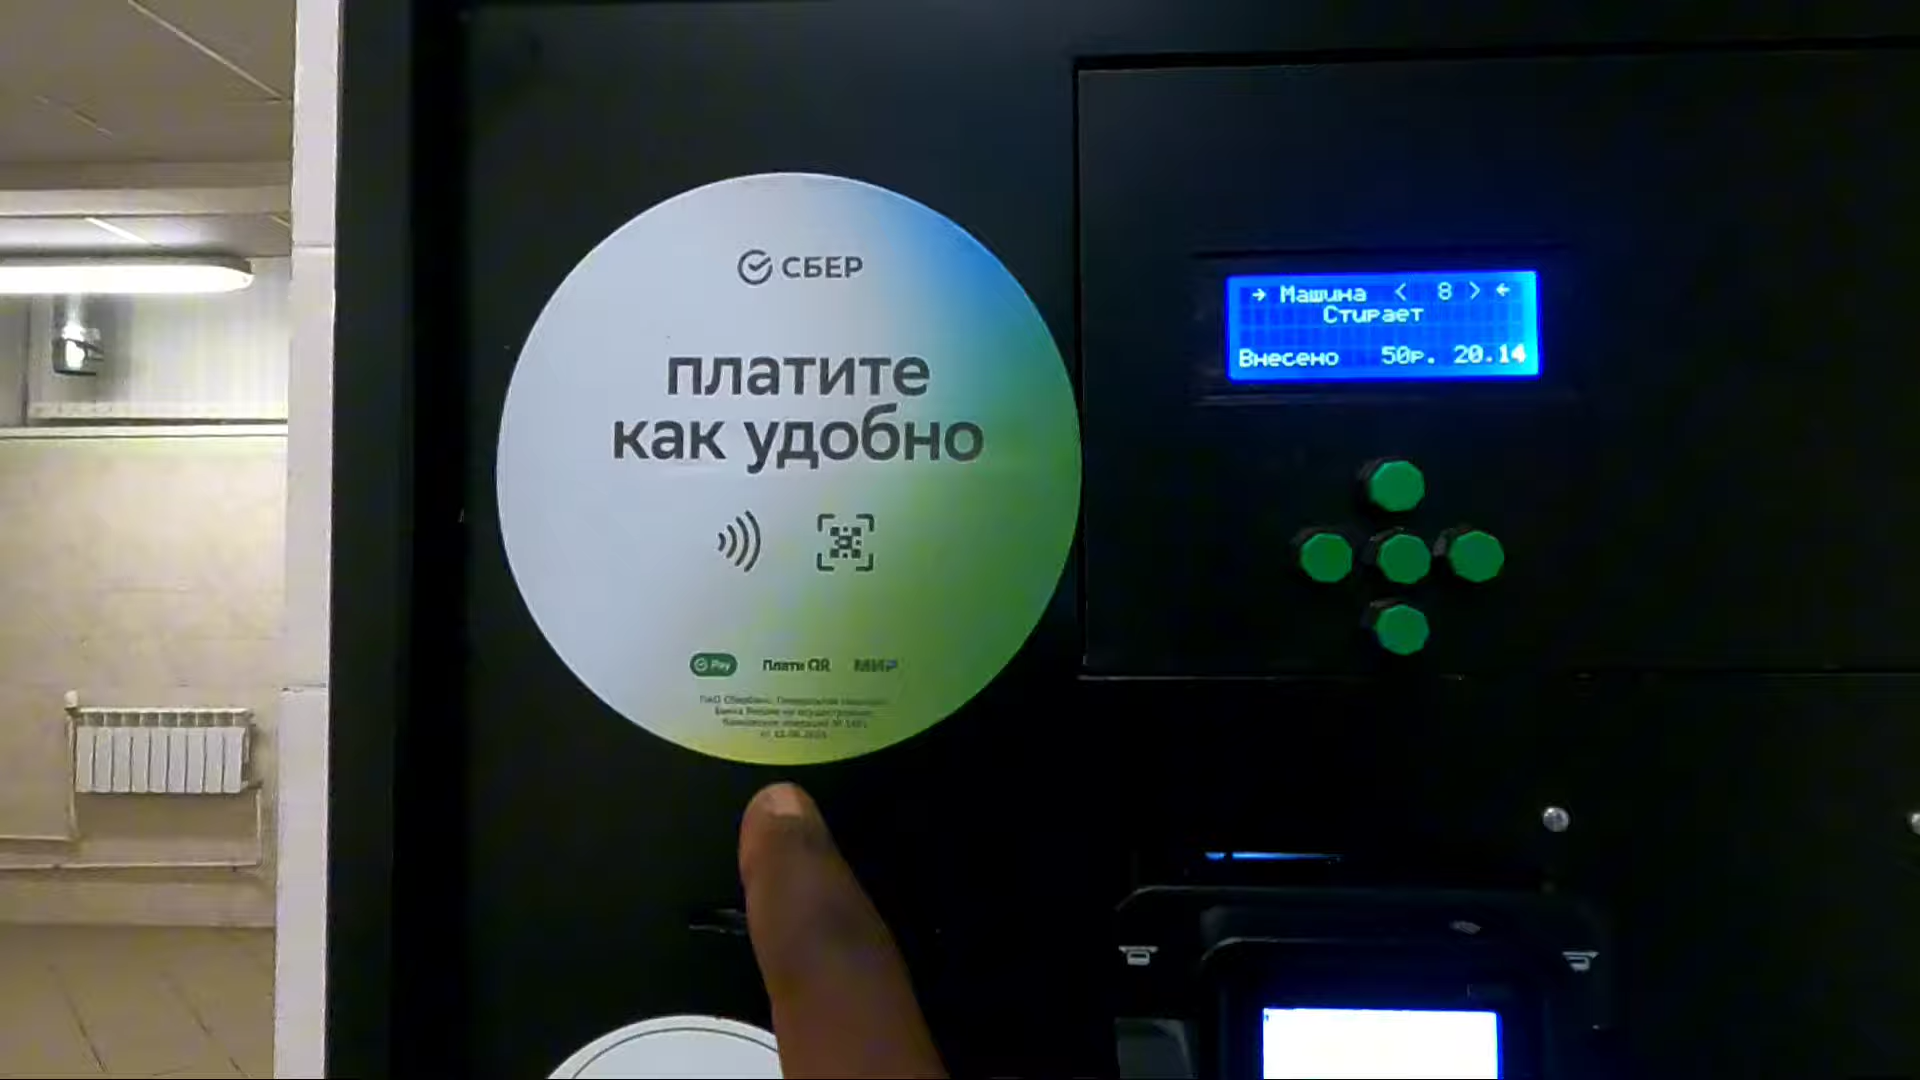 СБЕР
платите
как удобно
Pay
Плати QR
МИР
→ Машина < 8 > ←
Стирает
Внесено 50р. 20.14